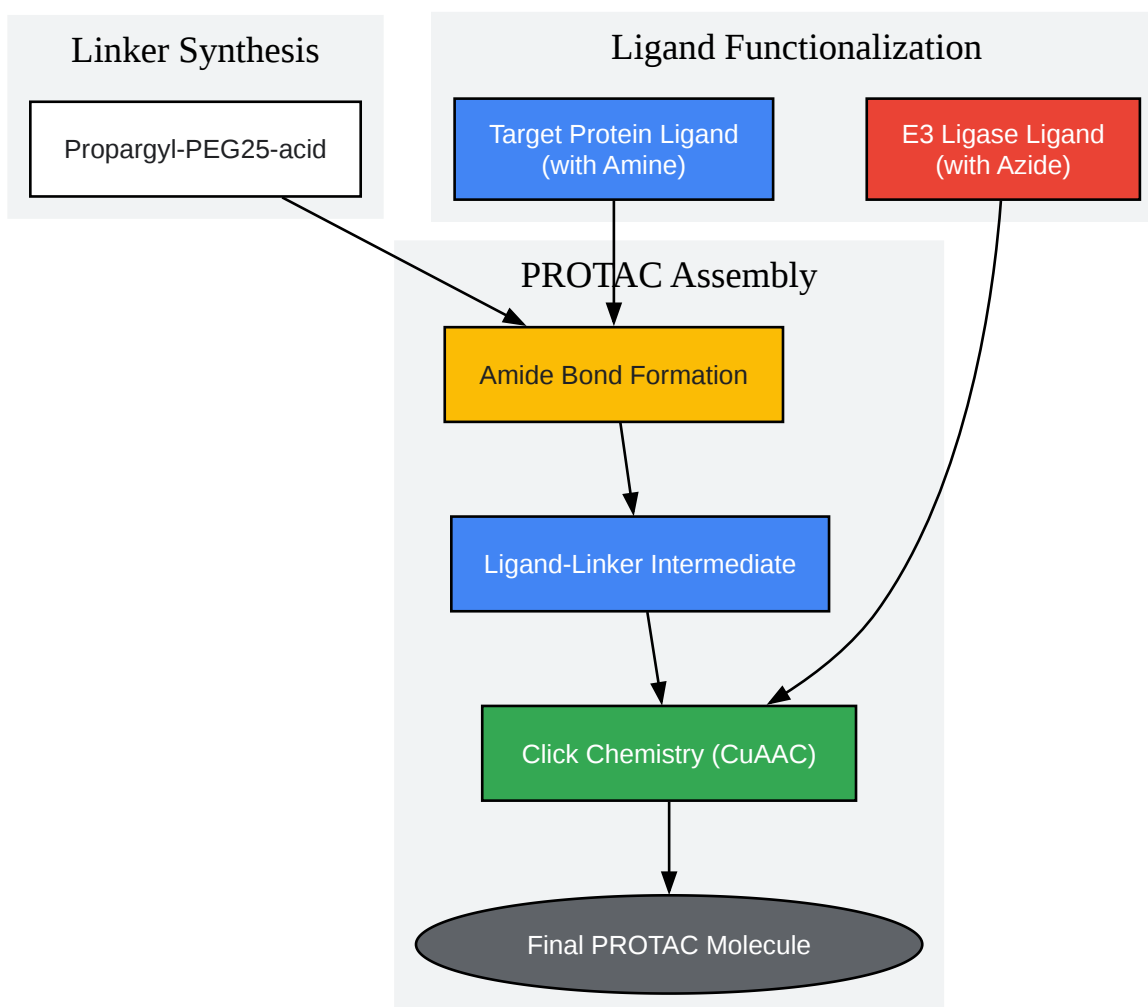 Linker Synthesis
Ligand Functionalization
Propargyl-PEG25-acid
Target Protein Ligand
(with Amine)
E3 Ligase Ligand
(with Azide)
PROTAC Assembly
Amide Bond Formation
Ligand-Linker Intermediate
Click Chemistry (CuAAC)
Final PROTAC Molecule